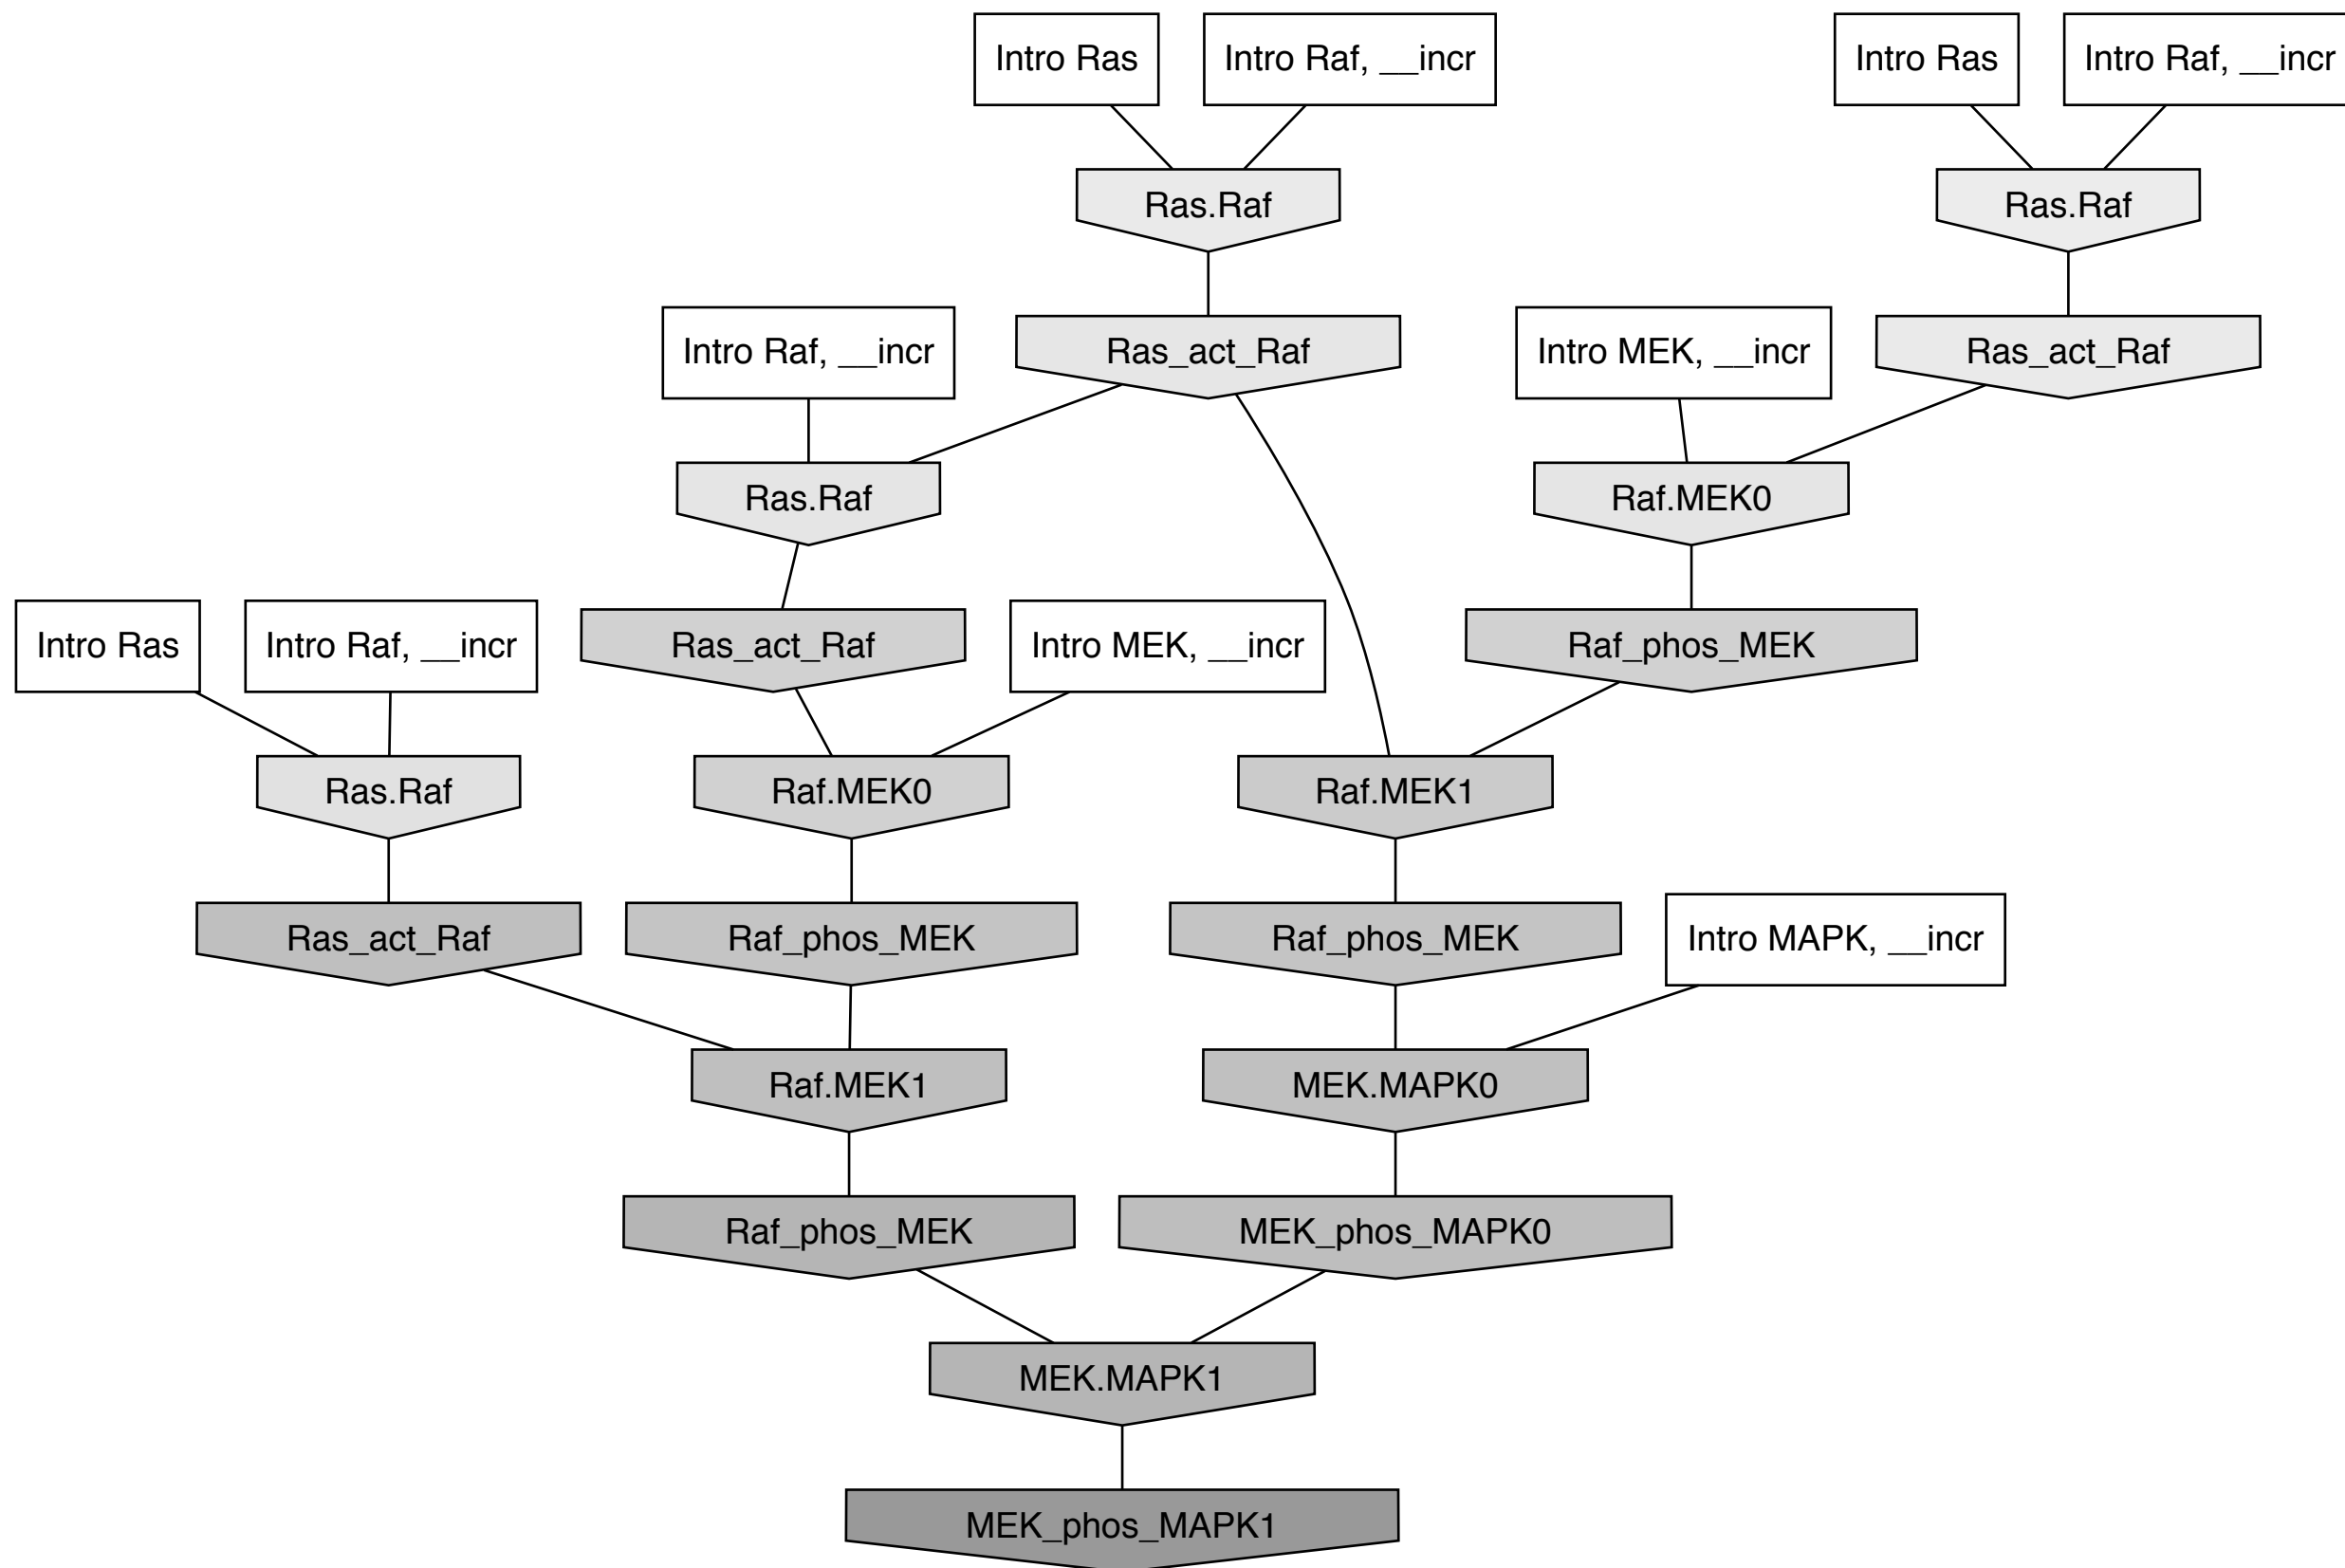 Intro Ras
Intro Raf, __incr
Intro Ras
Intro Raf, __incr
Ras.Raf
Ras.Raf
Intro Raf, __incr
Ras_act_Raf
Intro MEK, __incr
Ras_act_Raf
Ras.Raf
Raf.MEK0
Intro Ras
Intro Raf, __incr
Ras_act_Raf
Intro MEK, __incr
Raf_phos_MEK
Ras.Raf
Raf.MEK0
Raf.MEK1
Ras_act_Raf
Raf_phos_MEK
Raf_phos_MEK
Intro MAPK, __incr
Raf.MEK1
MEK.MAPK0
Raf_phos_MEK
MEK_phos_MAPK0
MEK.MAPK1
MEK_phos_MAPK1